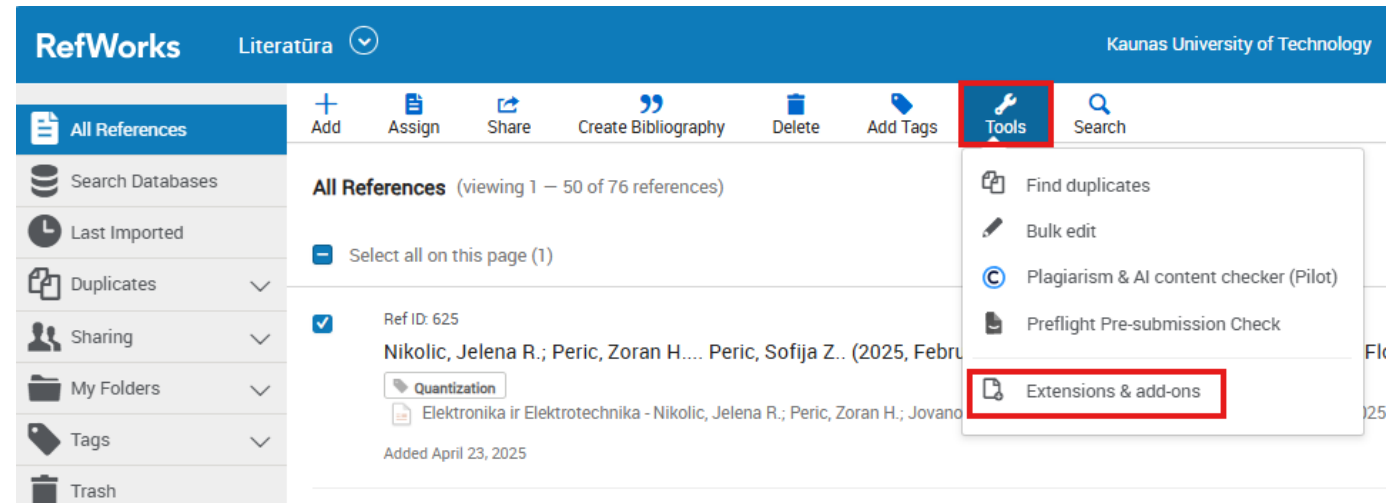 RefWorks
Literatūra
Kaunas University of Technology
All References
Search Databases
Last Imported
Duplicates
Sharing
My Folders
Tags
Trash
Add
Assign
Share
Create Bibliography
Delete
Add Tags
Tools
Search
All References (viewing 1 – 50 of 76 references)
Select all on this page (1)
Ref ID: 625
Nikolic, Jelena R.; Peric, Zoran H.... Peric, Sofija Z.. (2025, Febru
Quantization
Elektronika ir Elektrotechnika - Nikolic, Jelena R.; Peric, Zoran H.; Jovano
Added April 23, 2025
Find duplicates
Bulk edit
Plagiarism & AI content checker (Pilot)
Preflight Pre-submission Check
Extensions & add-ons